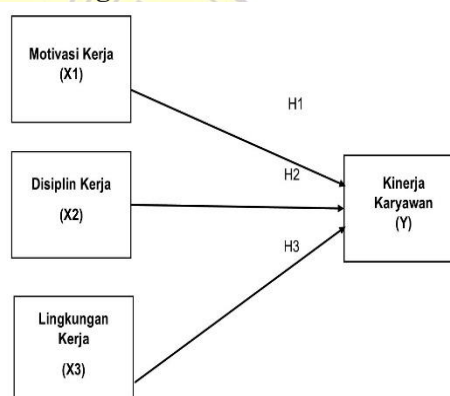 Motivasi Kerja
(X1)
H1
Disiplin Kerja
(X2)
H2
Kinerja
Karyawan
(Y)
H3
Lingkungan
Kerja
(X3)